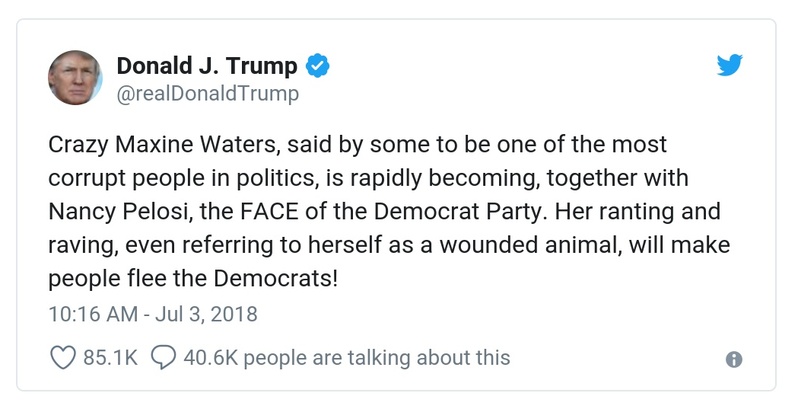 Donald J. Trump
@realDonaldTrump
Crazy Maxine Waters, said by some to be one of the most
corrupt people in politics, is rapidly becoming, together with
Nancy Pelosi, the FACE of the Democrat Party. Her ranting and
raving, even referring to herself as a wounded animal, will make
people flee the Democrats!
10:16 AM - Jul 3, 2018
85.1K 40.6K people are talking about this